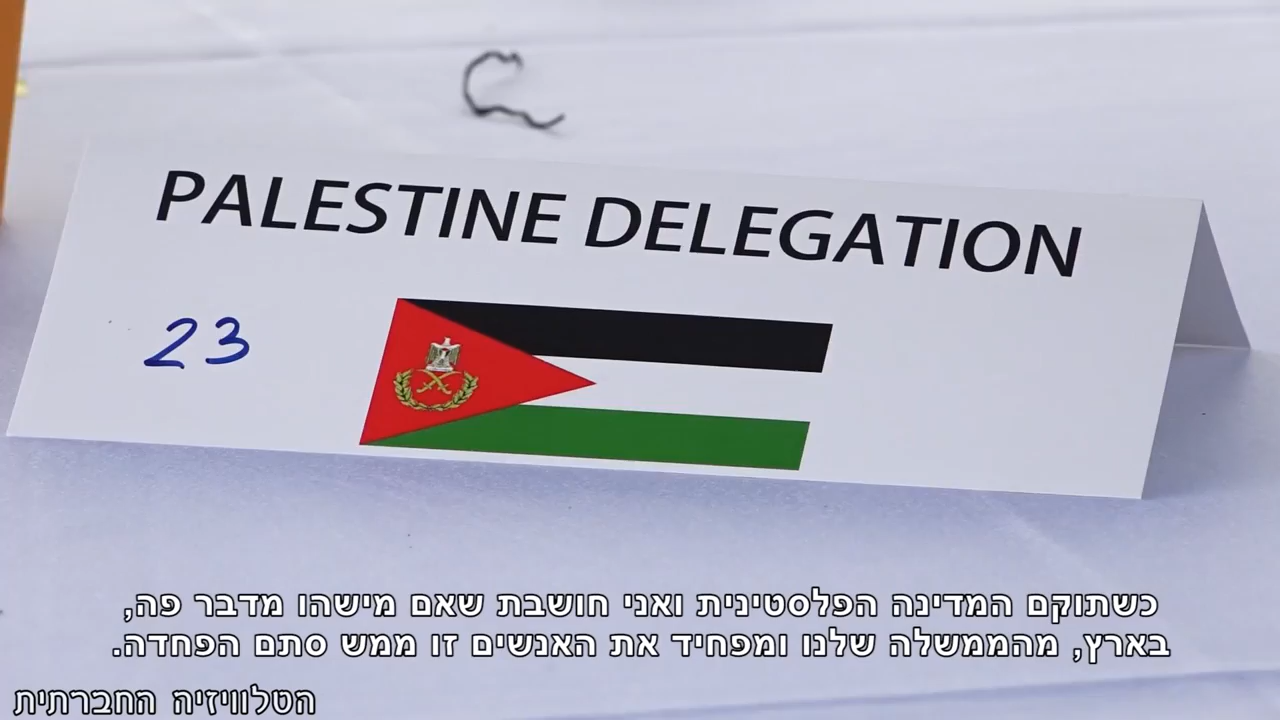 PALESTINE DELEGATION
23
כשתוקם המדינה הפלסטינית ואני חושבת שאם מישהו מדבר פה,
בארץ, מהממשלה שלנו ומפחיד את האנשים זו ממש סתם הפחדה.
הטלוויזיה החברתית